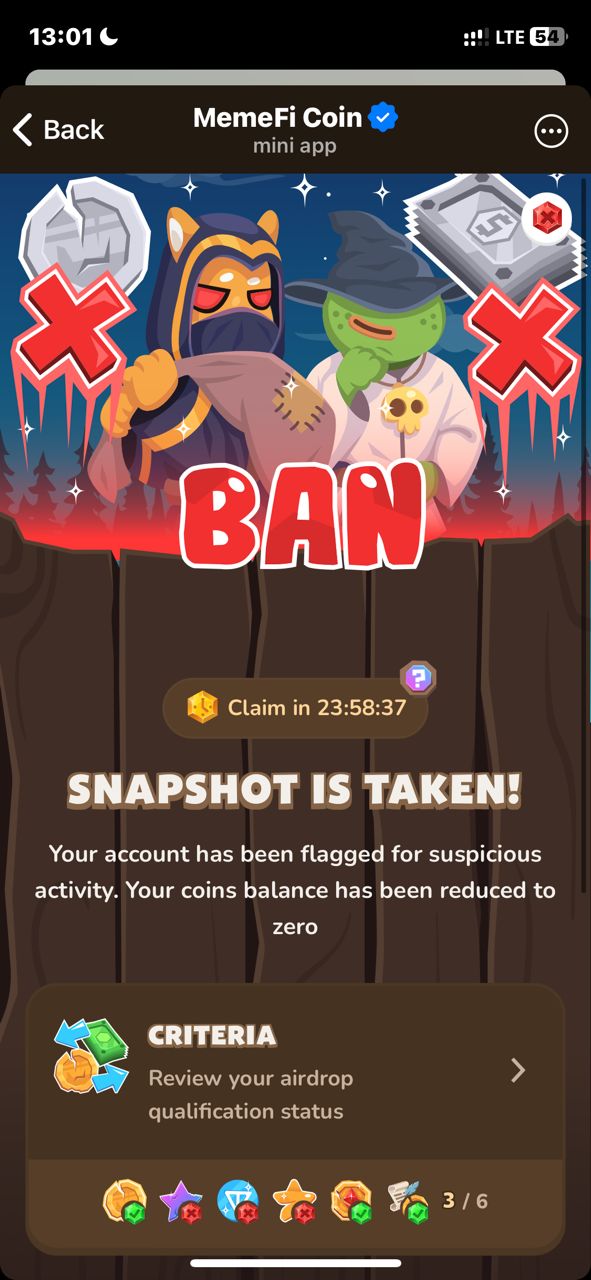 13:01
LTE 54
Back
MemeFi Coin
mini app
BAN
?
Claim in 23:58:37
SNAPSHOT IS TAKEN!
Your account has been flagged for suspicious
activity. Your coins balance has been reduced to
zero
CRITERIA
Review your airdrop
qualification status
3 / 6